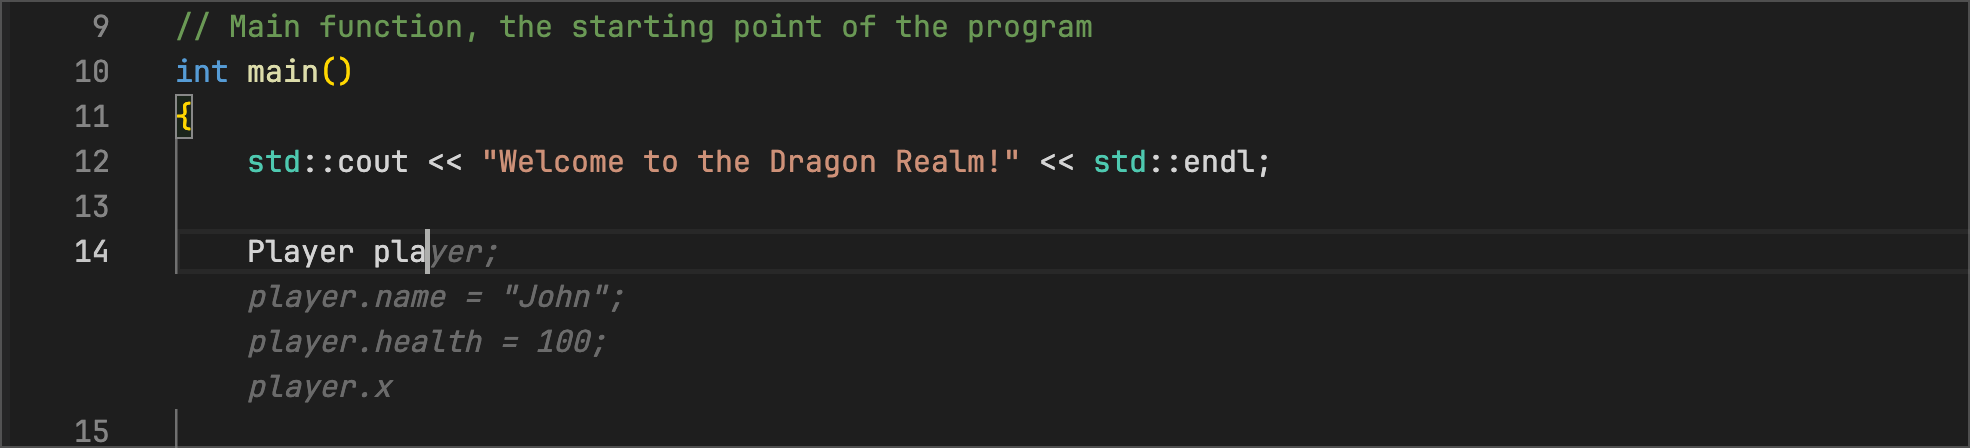 9 // Main function, the starting point of the program
10 int main()
11 {
12 std::cout << "Welcome to the Dragon Realm!" << std::endl;
13
14 Player player;
player.name = "John";
player.health = 100;
player.x
15